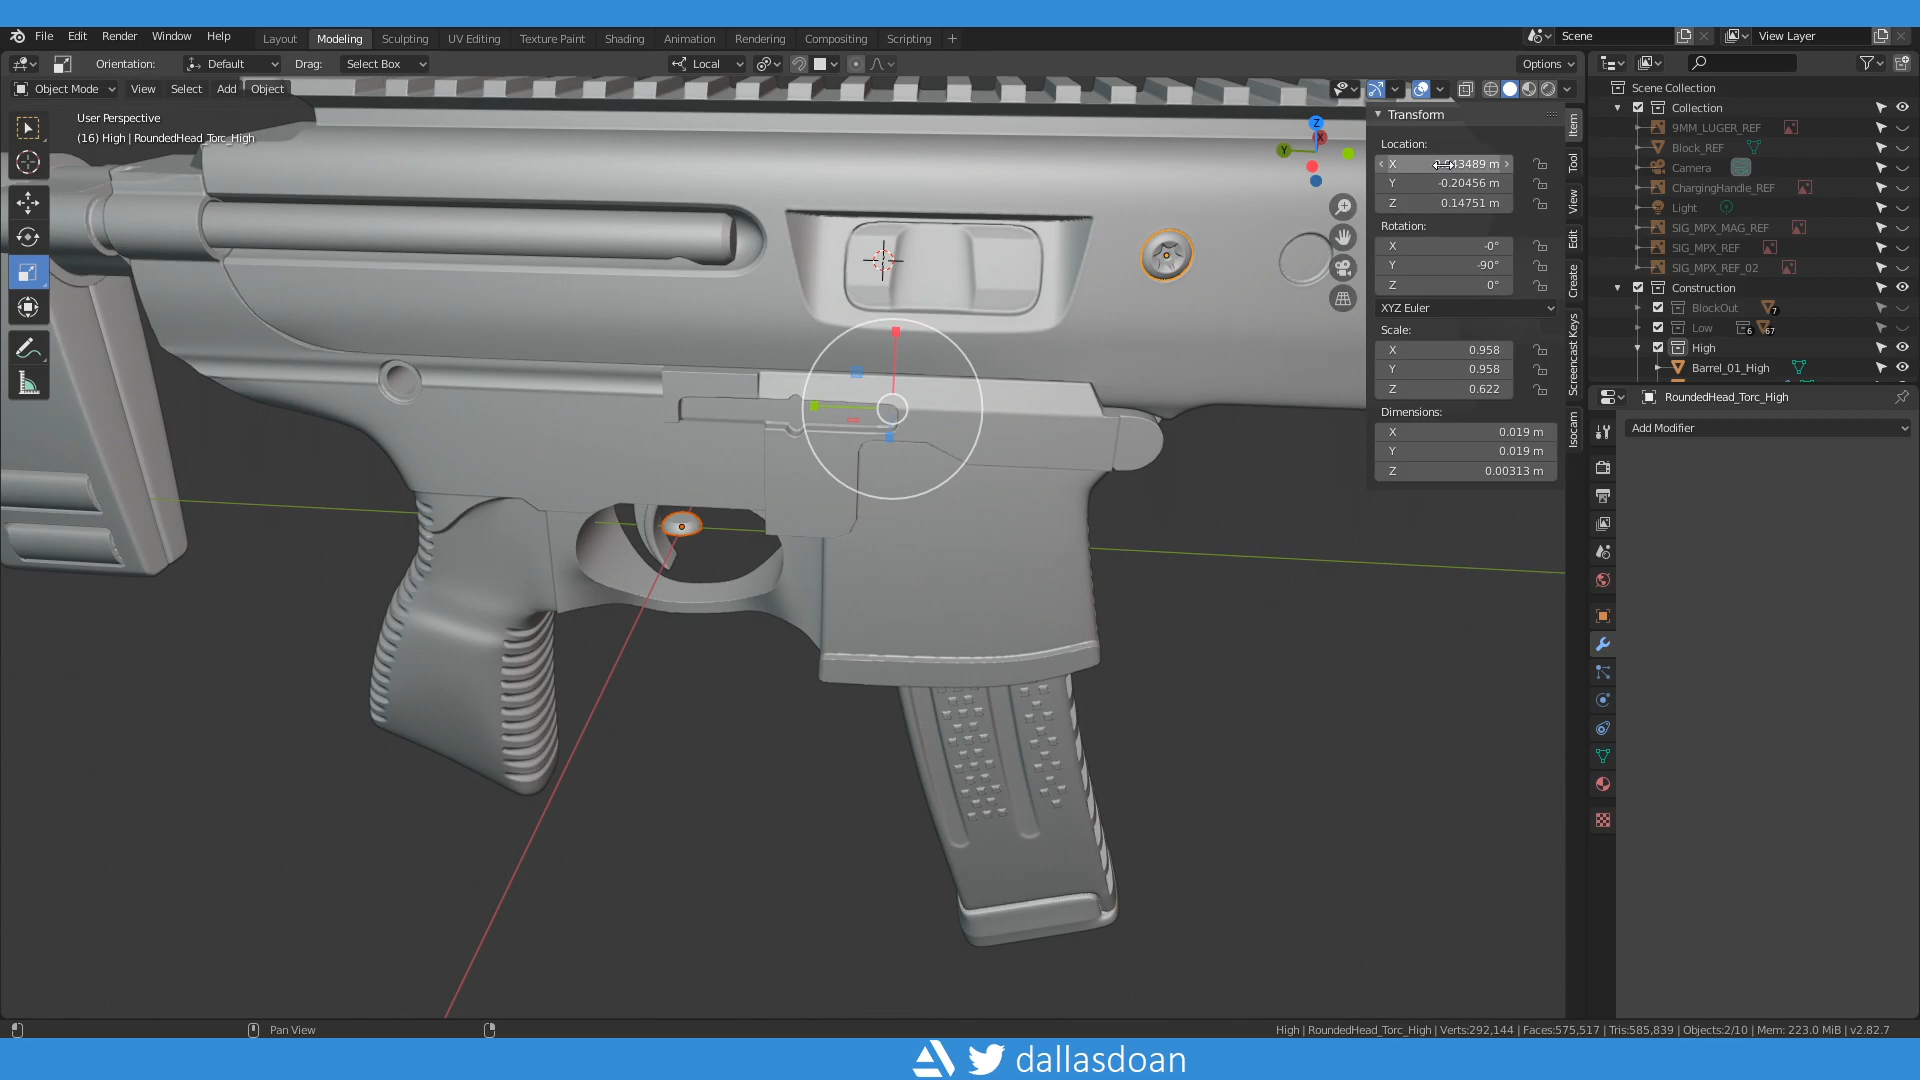 File Edit Render Window Help Layout Modeling Sculpting UV Editing Texture Paint Shading Animation Rendering Compositing Scripting + Scene View Layer
Orientation: Default Drag: Select Box Local Options
Object Mode View Select Add Object
User Perspective
(16) High | RoundedHead_Torc_High
Z
X
Y
Transform
Location:
X 43489 m
Y -0.20456 m
Z 0.14751 m
Rotation:
X -0°
Y -90°
Z 0°
XYZ Euler
Scale:
X 0.958
Y 0.958
Z 0.622
Dimensions:
X 0.019 m
Y 0.019 m
Z 0.00313 m
Item
Tool
View
Edit
Create
Screencast Keys
Isocam
Scene Collection
Collection
9MM_LUGER_REF
Block_REF
Camera
ChargingHandle_REF
Light
SIG_MPX_MAG_REF
SIG_MPX_REF
SIG_MPX_REF_02
Construction
BlockOut 7
Low 6 67
High
Barrel_01_High
RoundedHead_Torc_High
Add Modifier
Pan View
High | RoundedHead_Torc_High | Verts:292,144 | Faces:575,517 | Tris:585,839 | Objects:2/10 | Mem: 223.0 MiB | v2.82.7
dallasdoan